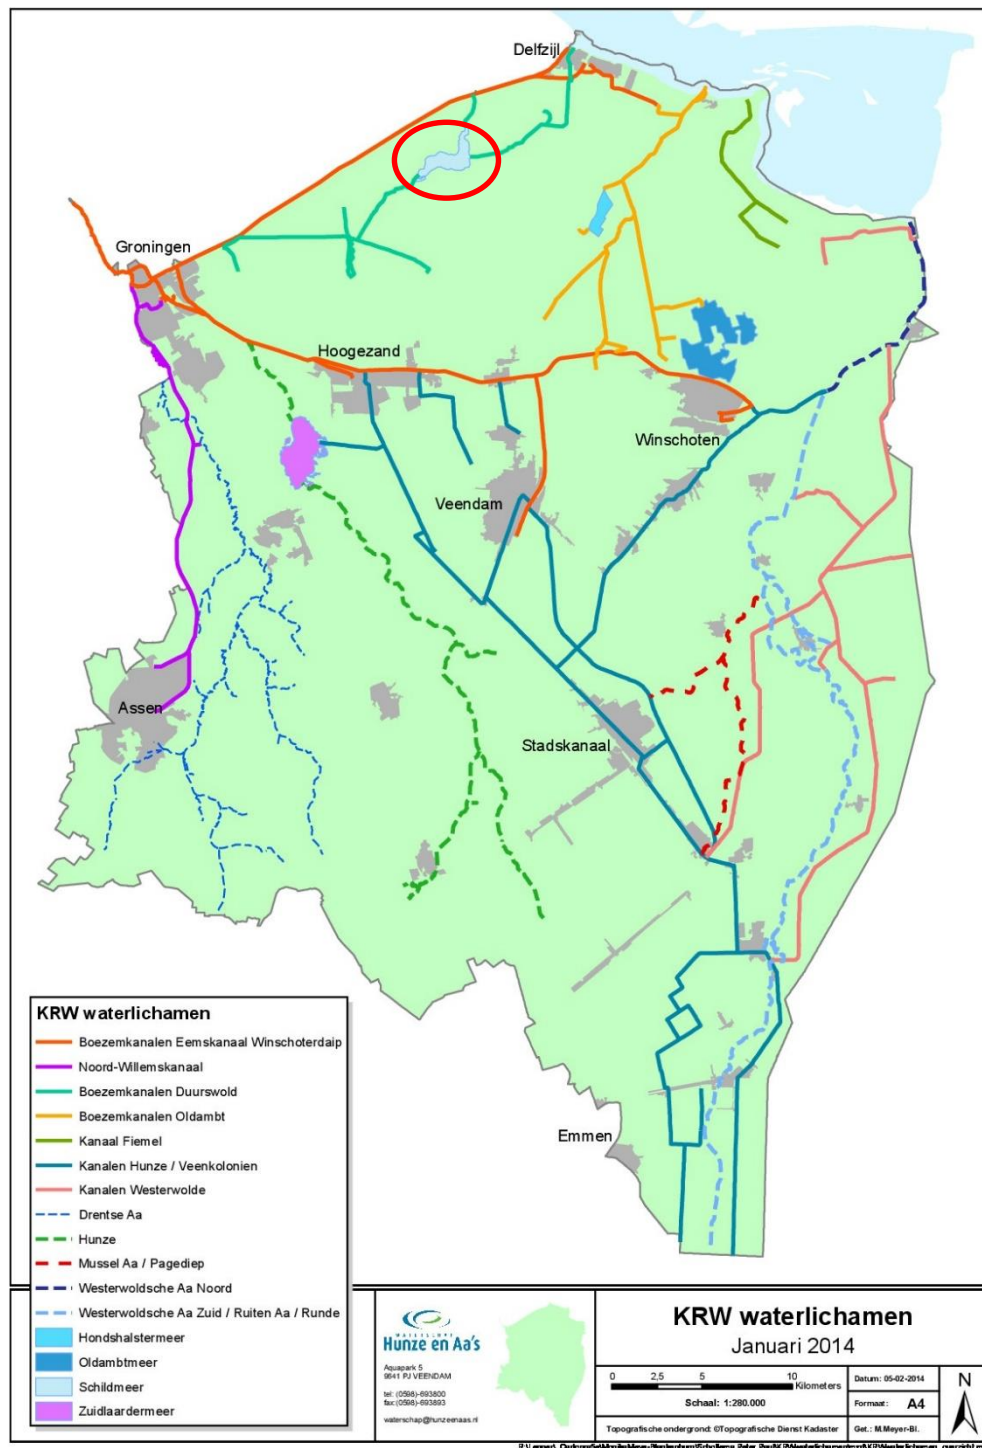 Delfzijl
Groningen
Hoogezand
Winschoten
Veendam
Assen
Stadskanaal
Emmen
KRW waterlichamen
Boezemkanalen Eemskanaal Winschoterdaip
Noord-Willemskanaal
Boezemkanalen Duurswold
Boezemkanalen Oldambt
Kanaal Fiemel
Kanalen Hunze / Veenkolonien
Kanalen Westerwolde
Drentse Aa
Hunze
Mussel Aa / Pagediep
Westerwoldsche Aa Noord
Westerwoldsche Aa Zuid / Ruiten Aa / Runde
Hondshalstermeer
Oldambtmeer
Schildmeer
Zuidlaardermeer
WATERSCHAP
Hunze en Aa's
Aquapark 5
9641 PJ VEENDAM
tel: (0598)-693800
fax:(0598)-693893
waterschap@hunzeenaas.nl
KRW waterlichamen
Januari 2014
0 2,5 5 10
Kilometers
Schaal: 1:280.000
Topografische ondergrond: ©Topografische Dienst Kadaster
Datum: 05-02-2014
Formaat: A4
Get.: M.Meyer-Bl.
N